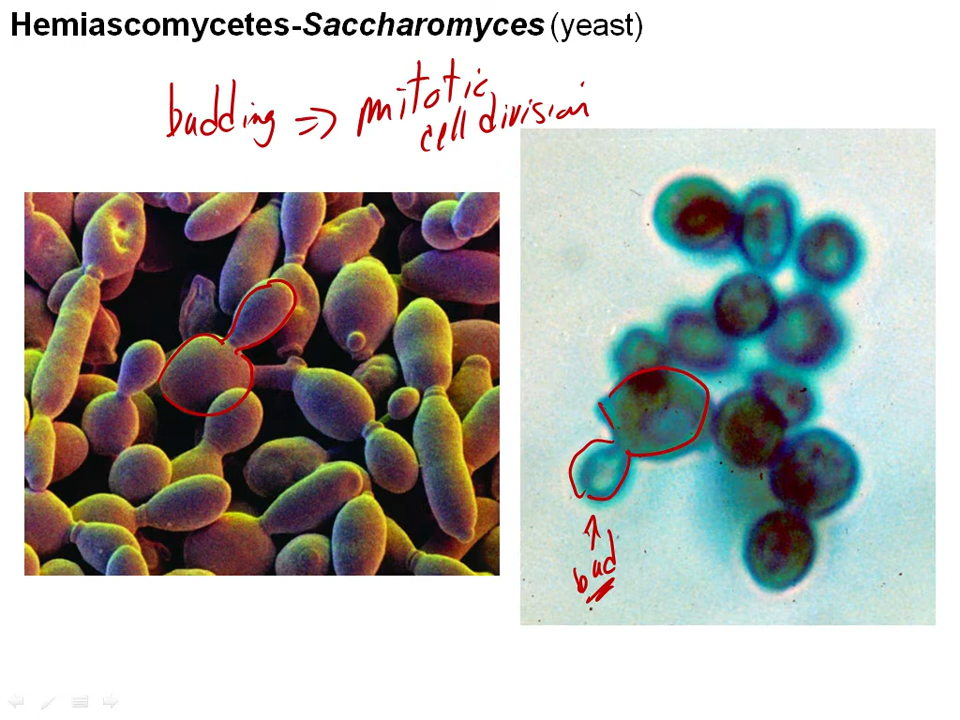 Hemiascomycetes-Saccharomyces (yeast)
budding => mitotic
cell division
bud